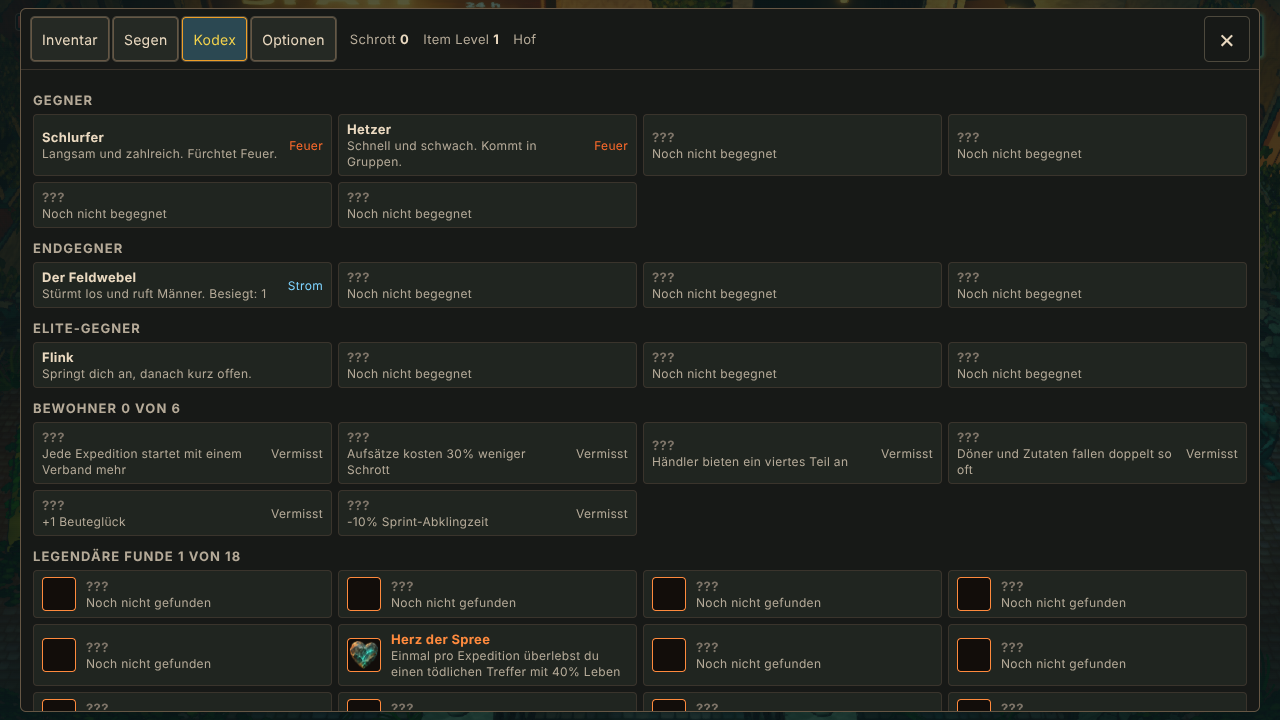 Inventar Segen Kodex Optionen Schrott 0 Item Level 1 Hof ✕
GEGNER
Schlurfer
Langsam und zahlreich. Fürchtet Feuer.
Feuer
Hetzer
Schnell und schwach. Kommt in
Gruppen.
Feuer
???
Noch nicht begegnet
???
Noch nicht begegnet
???
Noch nicht begegnet
???
Noch nicht begegnet
ENDGEGNER
Der Feldwebel
Stürmt los und ruft Männer. Besiegt: 1
Strom
???
Noch nicht begegnet
???
Noch nicht begegnet
???
Noch nicht begegnet
ELITE-GEGNER
Flink
Springt dich an, danach kurz offen.
???
Noch nicht begegnet
???
Noch nicht begegnet
???
Noch nicht begegnet
BEWOHNER 0 VON 6
???
Jede Expedition startet mit einem
Verband mehr
Vermisst
???
Aufsätze kosten 30% weniger
Schrott
Vermisst
???
Händler bieten ein viertes Teil an
Vermisst
???
Döner und Zutaten fallen doppelt so
oft
Vermisst
???
+1 Beuteglück
Vermisst
???
-10% Sprint-Abklingzeit
Vermisst
LEGENDÄRE FUNDE 1 VON 18
???
Noch nicht gefunden
???
Noch nicht gefunden
???
Noch nicht gefunden
???
Noch nicht gefunden
???
Noch nicht gefunden
Herz der Spree
Einmal pro Expedition überlebst du
einen tödlichen Treffer mit 40% Leben
???
Noch nicht gefunden
???
Noch nicht gefunden
???
???
???
???